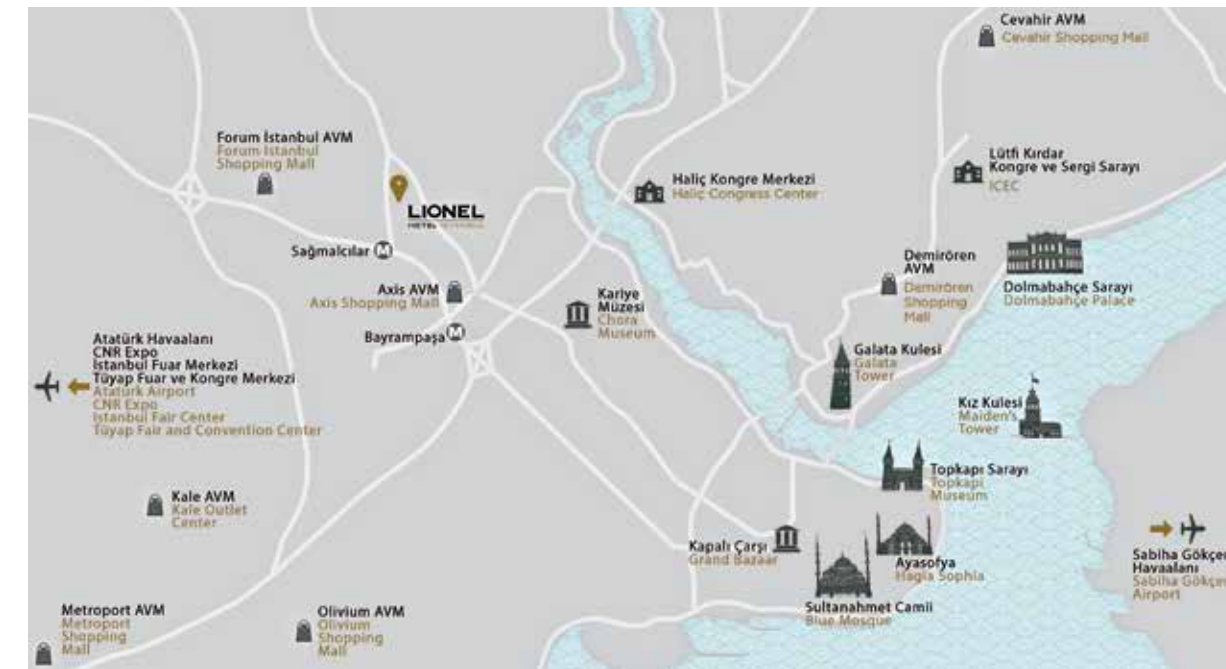 Cevahir AVM
Cevahir Shopping Mall
Forum İstanbul AVM
Forum İstanbul
Shopping Mall
Haliç Kongre Merkezi
Haliç Congress Center
Lütfi Kırdar
Kongre ve Sergi Sarayı
ICEC
LIONEL
HOTEL
Sağmalcılar M
Axis AVM
Axis Shopping Mall
Kariye
Müzesi
Chora
Museum
Demirören
AVM
Demirören
Shopping
Mall
Dolmabahçe Sarayı
Dolmabahçe Palace
Bayrampaşa M
Atatürk Havaalanı
CNR Expo
İstanbul Fuar Merkezi
Tüyap Fuar ve Kongre Merkezi
Atatürk Airport
CNR Expo
İstanbul Fair Center
Tüyap Fair and Convention Center
Galata Kulesi
Galata
Tower
Kız Kulesi
Maiden's
Tower
Topkapı Sarayı
Topkapi
Museum
Kale AVM
Kale Outlet
Center
Kapalı Çarşı
Grand Bazaar
Ayasofya
Hagia Sophia
Sabiha Gökçen
Havaalanı
Sabiha Gökçen
Airport
Sultanahmet Camii
Blue Mosque
Metroport AVM
Metroport
Shopping
Mall
Olivium AVM
Olivium
Shopping
Mall